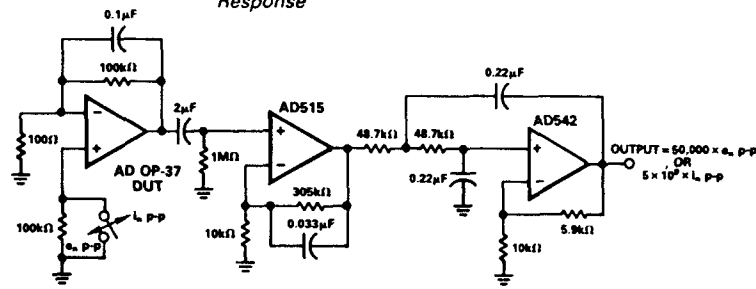 Response
0.1μF
100kΩ
100Ω
AD OP-37
DUT
100kΩ
iₙ p-p
eₙ p-p
2μF
1MΩ
AD515
305kΩ
0.033μF
10kΩ
48.7kΩ
48.7kΩ
0.22μF
0.22μF
AD542
5.9kΩ
10kΩ
OUTPUT = 50,000 × eₙ p-p
OR
5 × 10⁹ × iₙ p-p